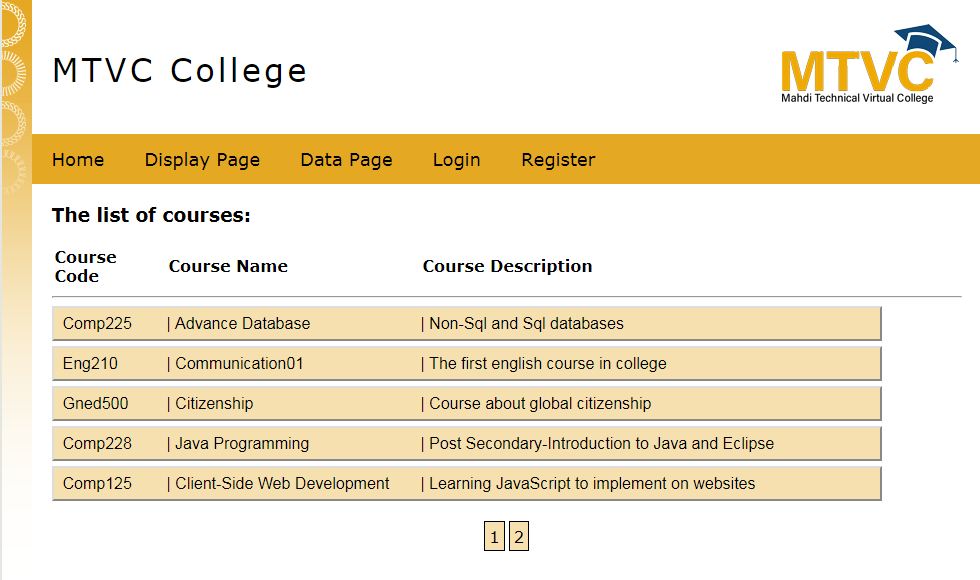 MTVC College
MTVC
Mahdi Technical Virtual College
Home Display Page Data Page Login Register
The list of courses:
Course Code Course Name Course Description
Comp225 | Advance Database | Non-Sql and Sql databases
Eng210 | Communication01 | The first english course in college
Gned500 | Citizenship | Course about global citizenship
Comp228 | Java Programming | Post Secondary-Introduction to Java and Eclipse
Comp125 | Client-Side Web Development | Learning JavaScript to implement on websites
1 2